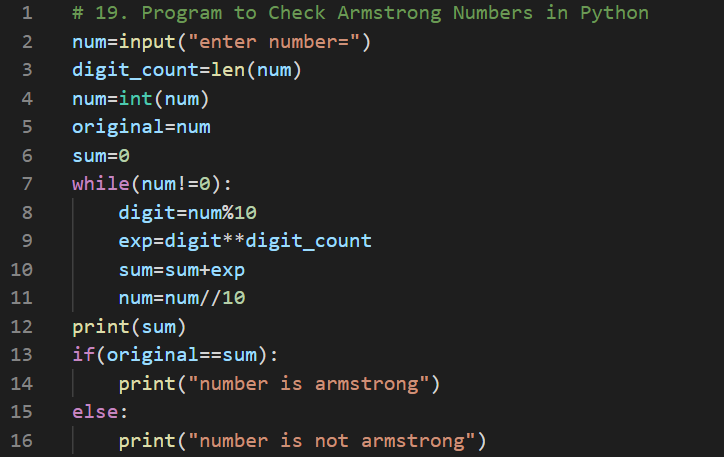 1 # 19. Program to Check Armstrong Numbers in Python
2 num=input("enter number=")
3 digit_count=len(num)
4 num=int(num)
5 original=num
6 sum=0
7 while(num!=0):
8     digit=num%10
9     exp=digit**digit_count
10     sum=sum+exp
11     num=num//10
12 print(sum)
13 if(original==sum):
14     print("number is armstrong")
15 else:
16     print("number is not armstrong")